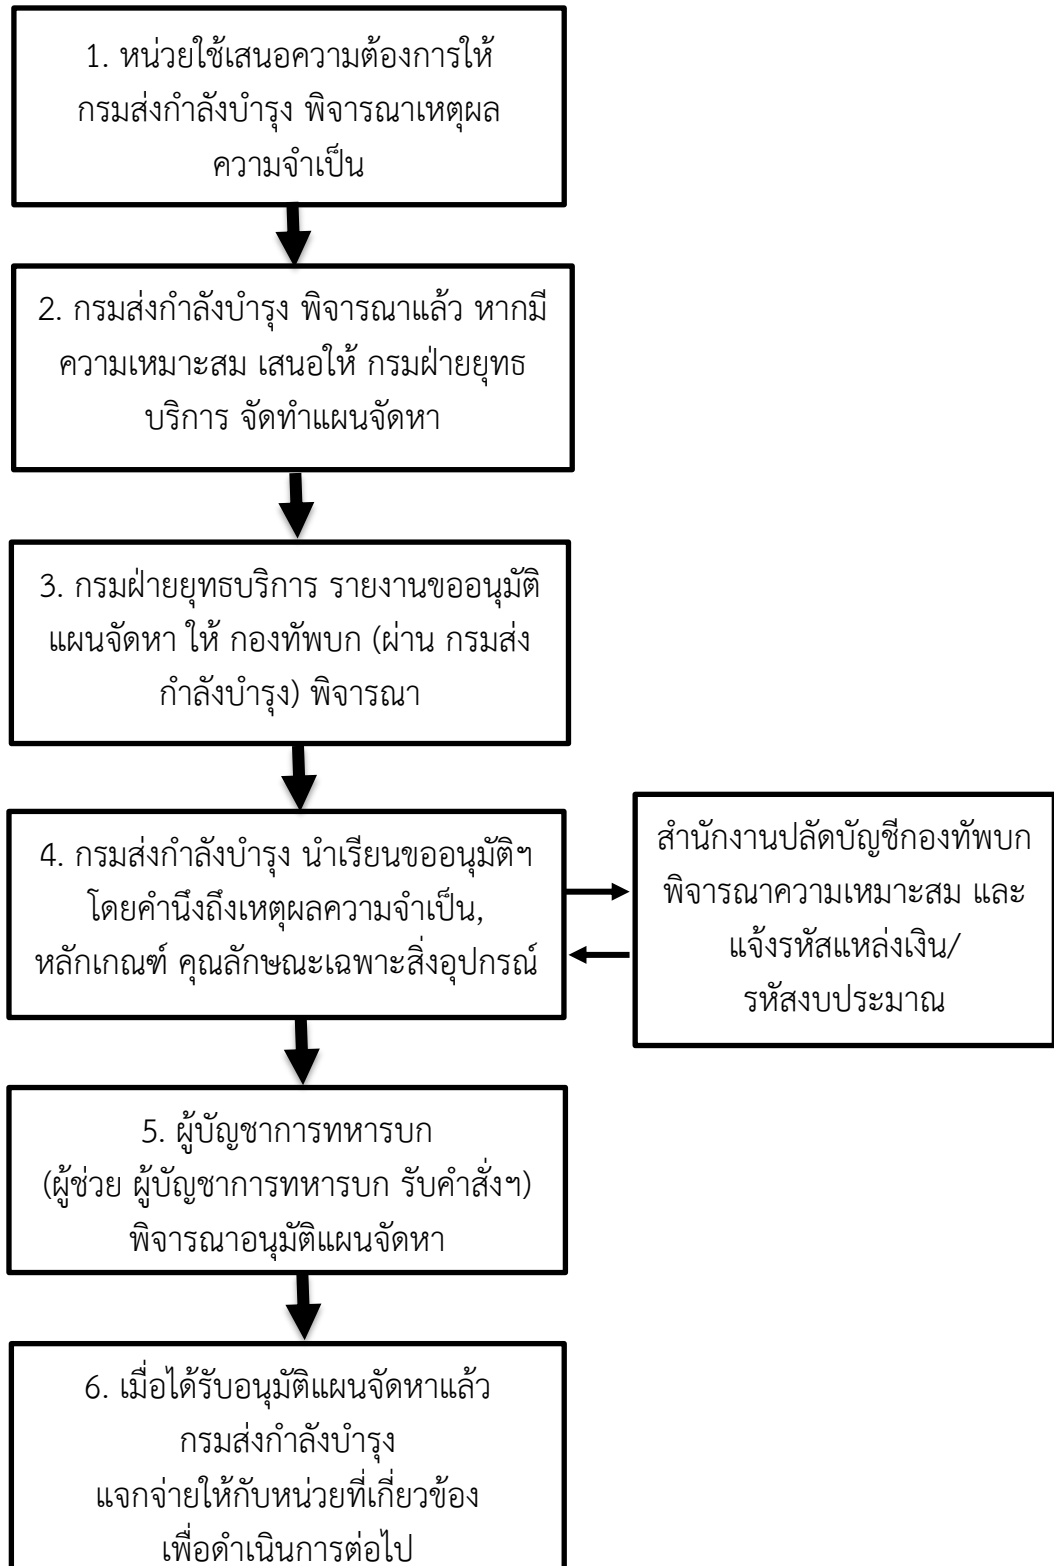 1. หน่วยใช้เสนอความต้องการให้
กรมส่งกำลังบำรุง พิจารณาเหตุผล
ความจำเป็น
2. กรมส่งกำลังบำรุง พิจารณาแล้ว หากมี
ความเหมาะสม เสนอให้ กรมฝ่ายยุทธ
บริการ จัดทำแผนจัดหา
3. กรมฝ่ายยุทธบริการ รายงานขออนุมัติ
แผนจัดหา ให้ กองทัพบก (ผ่าน กรมส่ง
กำลังบำรุง) พิจารณา
4. กรมส่งกำลังบำรุง นำเรียนขออนุมัติฯ
โดยคำนึงถึงเหตุผลความจำเป็น,
หลักเกณฑ์ คุณลักษณะเฉพาะสิ่งอุปกรณ์
สำนักงานปลัดบัญชีกองทัพบก
พิจารณาความเหมาะสม และ
แจ้งรหัสแหล่งเงิน/
รหัสงบประมาณ
5. ผู้บัญชาการทหารบก
(ผู้ช่วย ผู้บัญชาการทหารบก รับคำสั่งฯ)
พิจารณาอนุมัติแผนจัดหา
6. เมื่อได้รับอนุมัติแผนจัดหาแล้ว
กรมส่งกำลังบำรุง
แจกจ่ายให้กับหน่วยที่เกี่ยวข้อง
เพื่อดำเนินการต่อไป